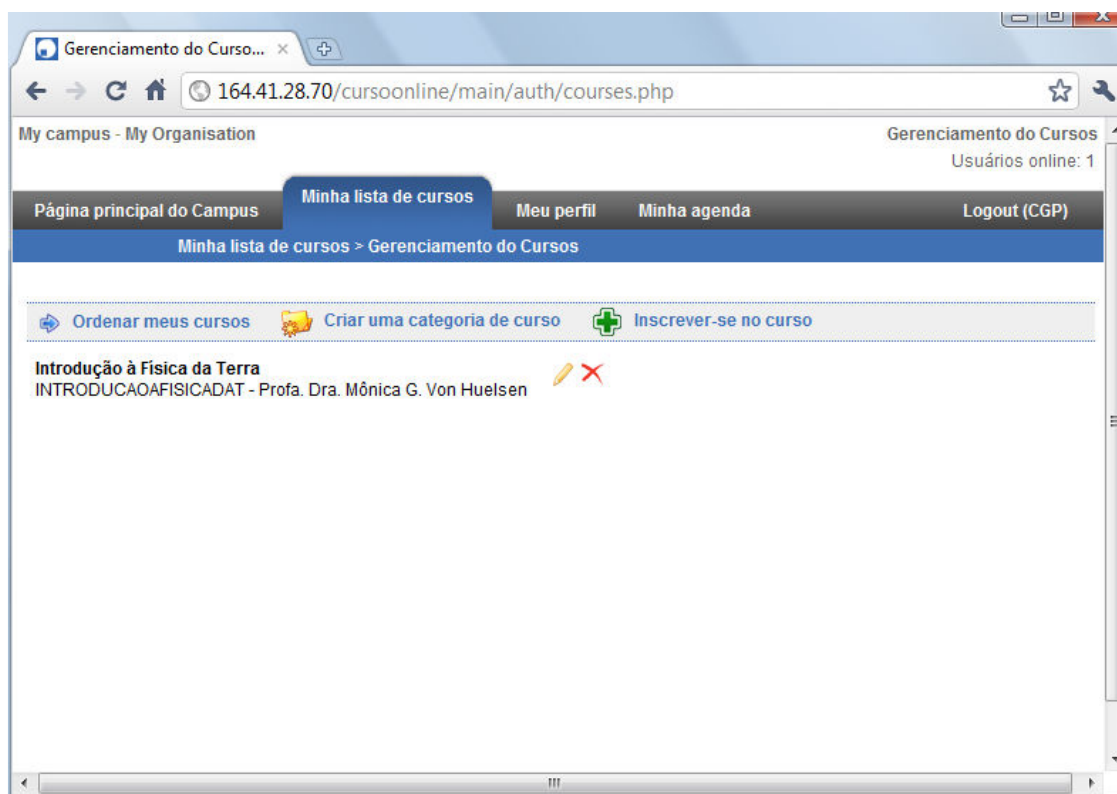 Gerenciamento do Curso...
164.41.28.70/cursoonline/main/auth/courses.php
My campus - My Organisation
Gerenciamento do Cursos
Usuários online: 1
Página principal do Campus
Minha lista de cursos
Meu perfil
Minha agenda
Logout (CGP)
Minha lista de cursos > Gerenciamento do Cursos
Ordenar meus cursos
Criar uma categoria de curso
Inscrever-se no curso
Introdução à Física da Terra
INTRODUCAOAFISICADAT - Profa. Dra. Mônica G. Von Huelsen